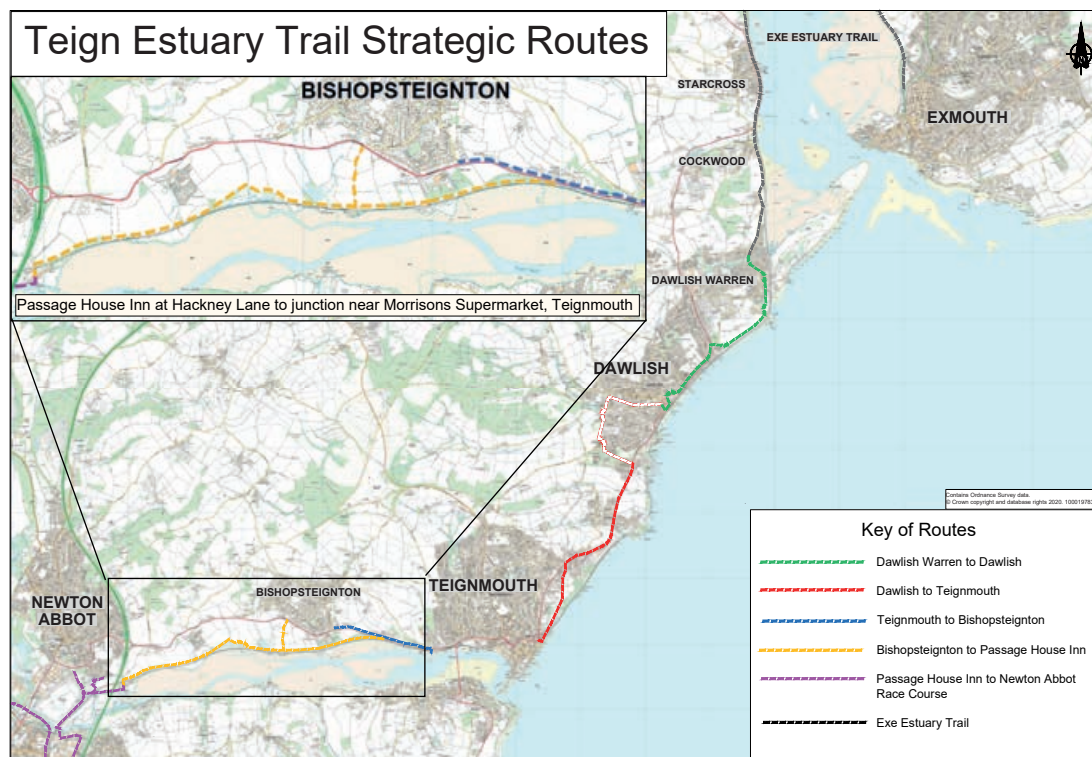 Teign Estuary Trail Strategic Routes
BISHOPSTEIGNTON
Passage House Inn at Hackney Lane to junction near Morrisons Supermarket, Teignmouth
EXE ESTUARY TRAIL
STARCROSS
EXMOUTH
COCKWOOD
DAWLISH WARREN
DAWLISH
TEIGNMOUTH
BISHOPSTEIGNTON
NEWTON
ABBOT
Contains Ordnance Survey data.
© Crown copyright and database rights 2020.
Key of Routes
Dawlish Warren to Dawlish
Dawlish to Teignmouth
Teignmouth to Bishopsteignton
Bishopsteignton to Passage House Inn
Passage House Inn to Newton Abbot
Race Course
Exe Estuary Trail